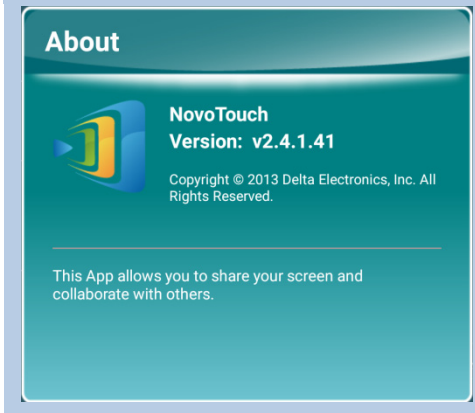 About
NovoTouch
Version: v2.4.1.41
Copyright © 2013 Delta Electronics, Inc. All
Rights Reserved.
This App allows you to share your screen and
collaborate with others.